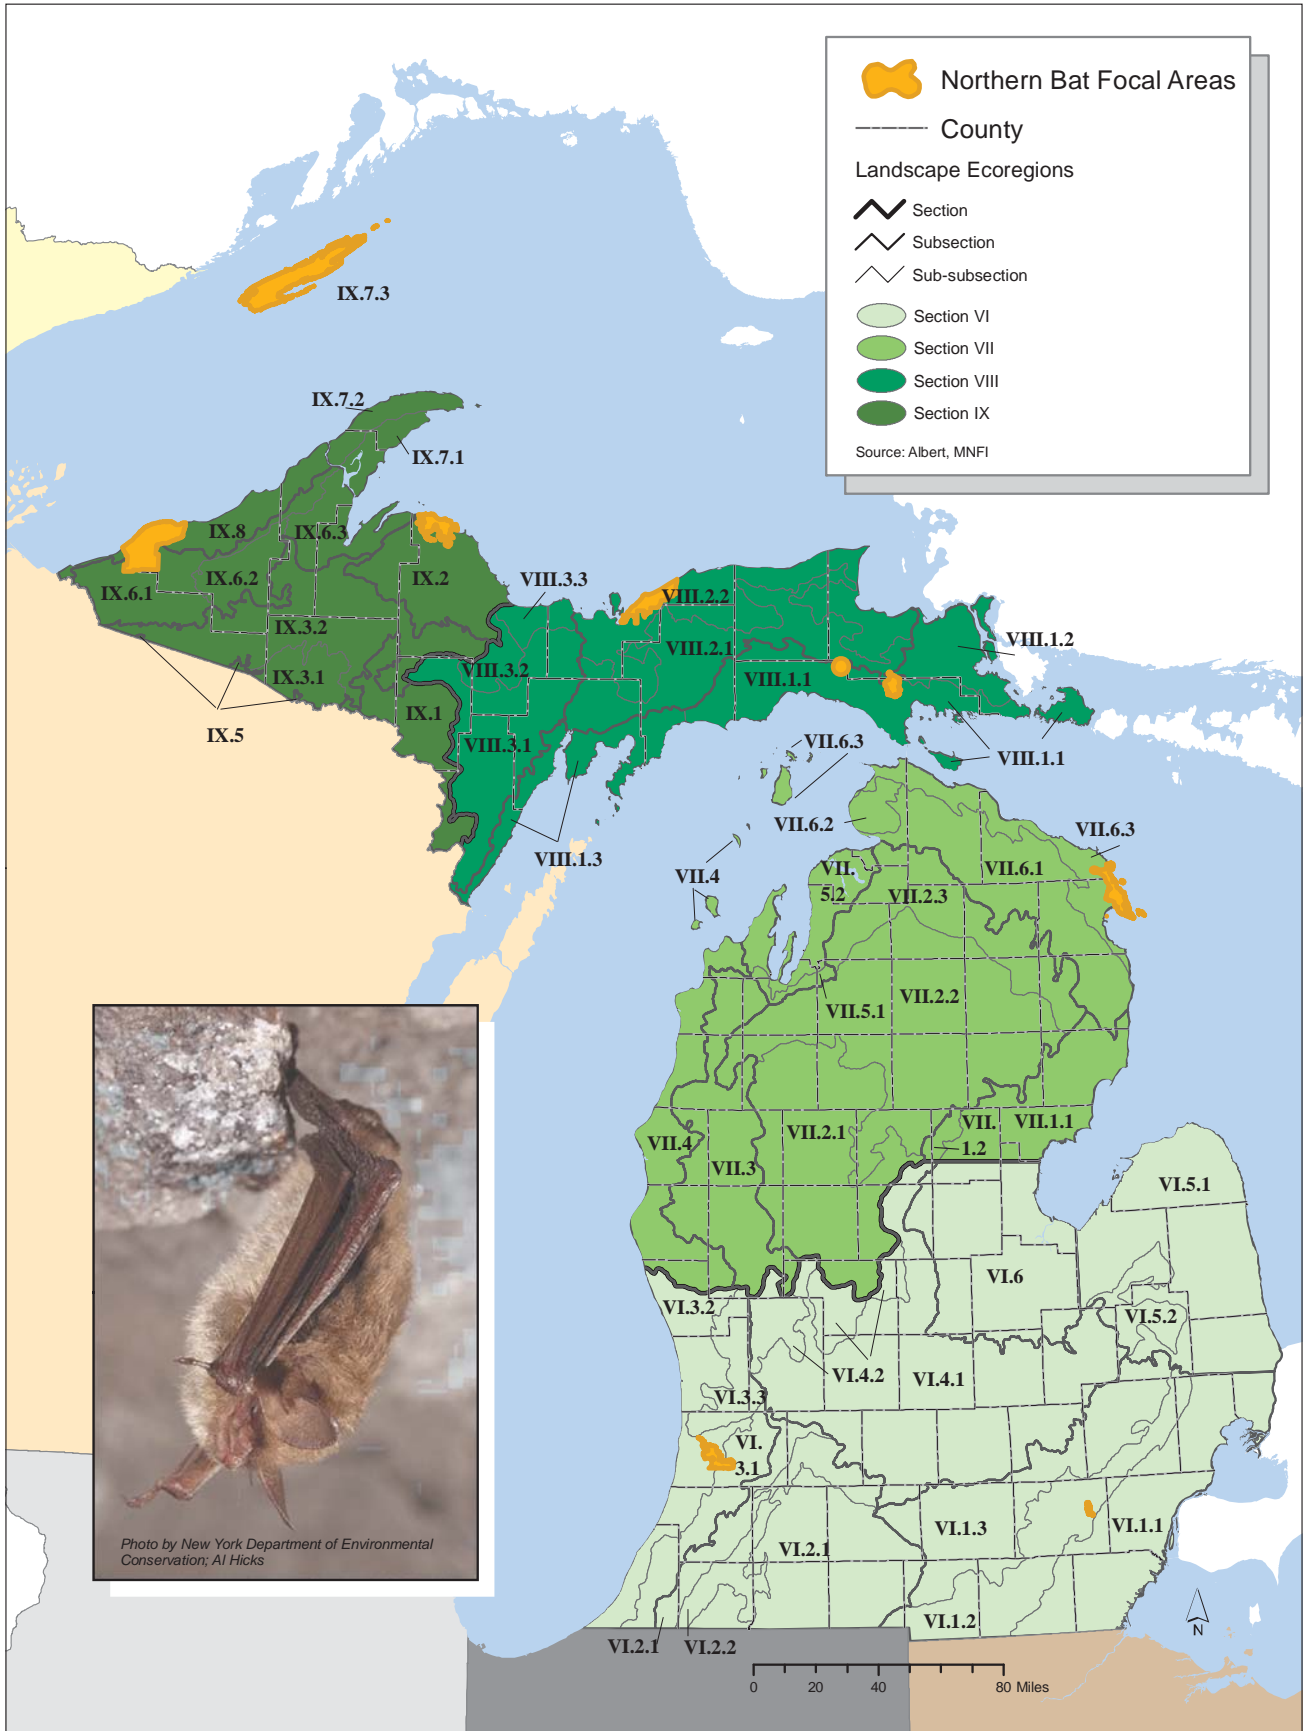 Northern Bat Focal Areas
County
Landscape Ecoregions
Section
Subsection
Sub-subsection
Section VI
Section VII
Section VIII
Section IX
Source: Albert, MNFI
IX.7.3
IX.7.2
IX.7.1
IX.8
IX.6.3
IX.6.2
IX.6.1
IX.2
IX.3.2
IX.3.1
IX.1
IX.5
VIII.3.3
VIII.2.2
VIII.2.1
VIII.3.2
VIII.3.1
VIII.1.1
VIII.1.2
VIII.1.1
VIII.1.3
VII.6.3
VII.6.2
VII.6.3
VII.6.1
VII.
5.2
VII.4
VII.2.3
VII.5.1
VII.2.2
VII.4
VII.3
VII.2.1
VII.
1.2
VII.1.1
VI.5.1
VI.6
VI.5.2
VI.3.2
VI.4.2
VI.4.1
VI.3.3
VI.
3.1
VI.1.3
VI.1.1
VI.2.1
VI.1.2
VI.2.1
VI.2.2
Photo by New York Department of Environmental
Conservation; Al Hicks
N
0 20 40 80 Miles